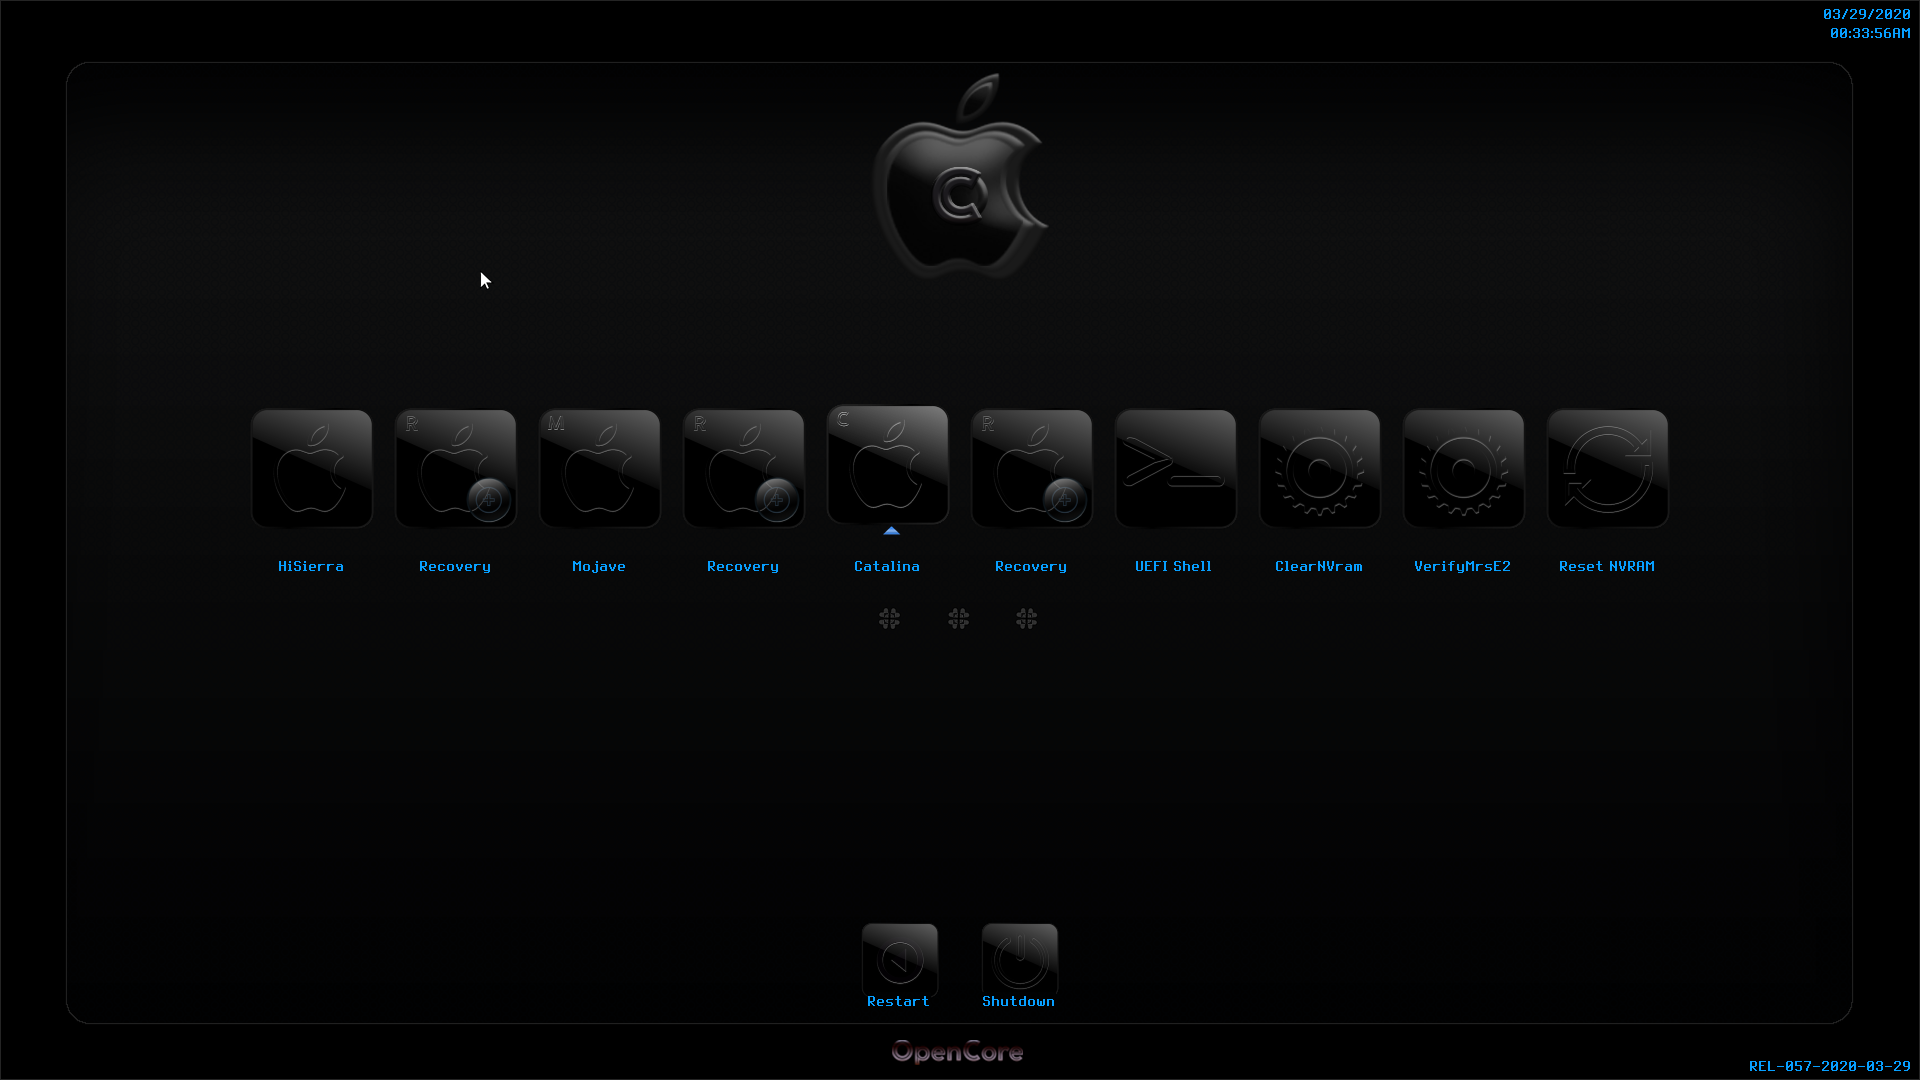 03/29/2020
00:33:56AM
R M R C R
HiSierra Recovery Mojave Recovery Catalina Recovery UEFI Shell ClearNVram VerifyMrsE2 Reset NVRAM
Restart Shutdown
OpenCore
REL-057-2020-03-29